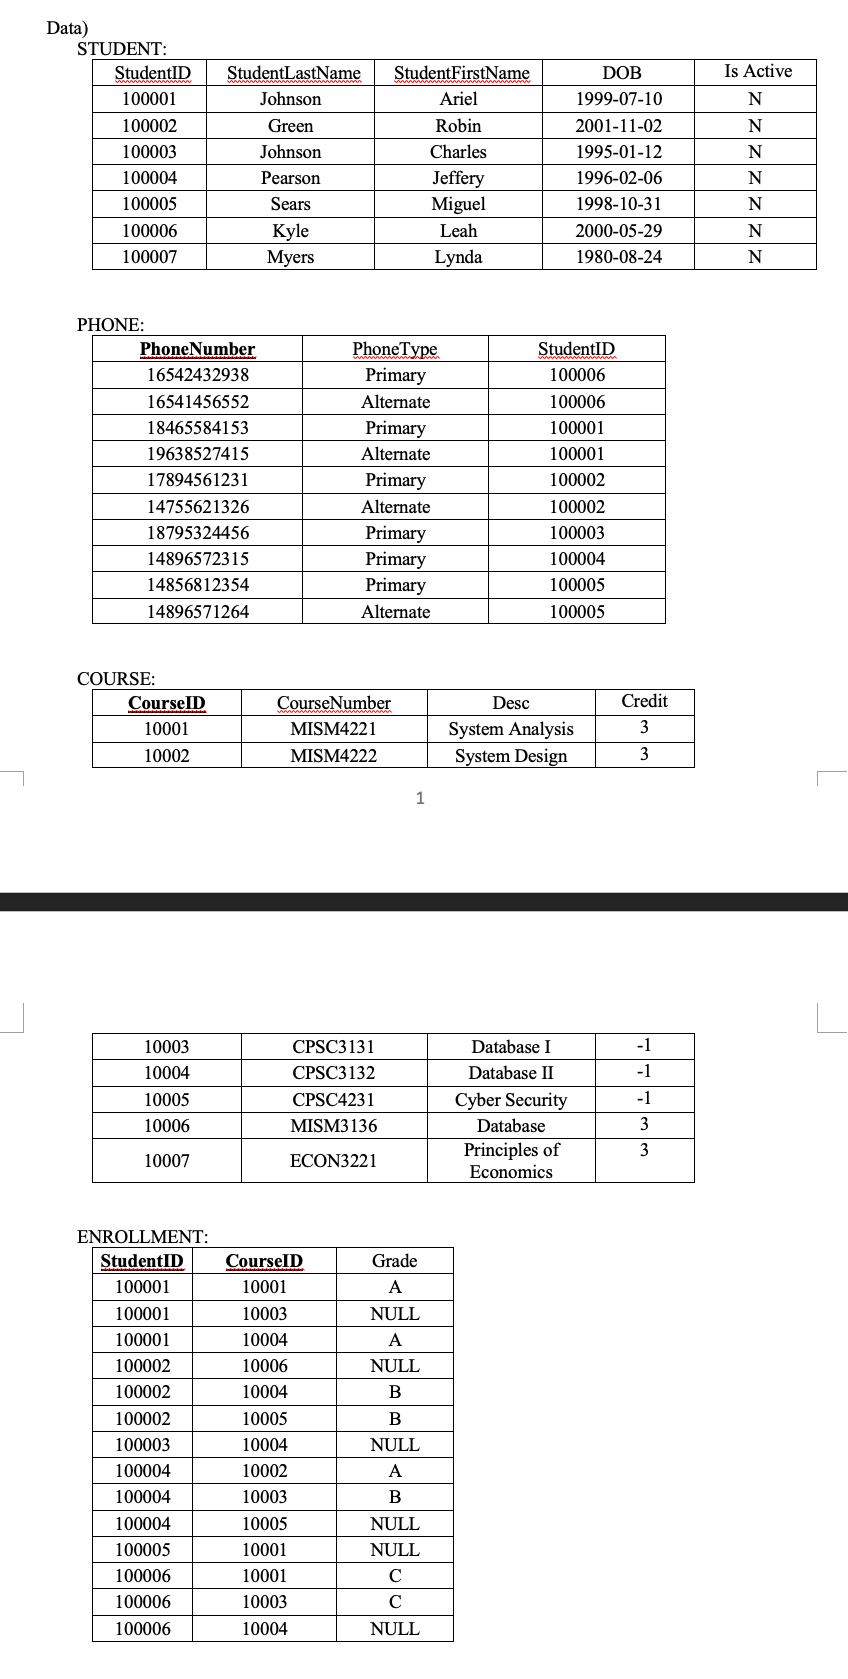 Data)
STUDENT:
StudentID StudentLastName StudentFirstName DOB Is Active
100001 Johnson Ariel 1999-07-10 N
100002 Green Robin 2001-11-02 N
100003 Johnson Charles 1995-01-12 N
100004 Pearson Jeffery 1996-02-06 N
100005 Sears Miguel 1998-10-31 N
100006 Kyle Leah 2000-05-29 N
100007 Myers Lynda 1980-08-24 N
PHONE:
PhoneNumber PhoneType StudentID
16542432938 Primary 100006
16541456552 Alternate 100006
18465584153 Primary 100001
19638527415 Alternate 100001
17894561231 Primary 100002
14755621326 Alternate 100002
18795324456 Primary 100003
14896572315 Primary 100004
14856812354 Primary 100005
14896571264 Alternate 100005
COURSE:
CourseID CourseNumber Desc Credit
10001 MISM4221 System Analysis 3
10002 MISM4222 System Design 3
1
10003 CPSC3131 Database I -1
10004 CPSC3132 Database II -1
10005 CPSC4231 Cyber Security -1
10006 MISM3136 Database 3
10007 ECON3221 Principles of 3
Economics
ENROLLMENT:
StudentID CourseID Grade
100001 10001 A
100001 10003 NULL
100001 10004 A
100002 10006 NULL
100002 10004 B
100002 10005 B
100003 10004 NULL
100004 10002 A
100004 10003 B
100004 10005 NULL
100005 10001 NULL
100006 10001 C
100006 10003 C
100006 10004 NULL